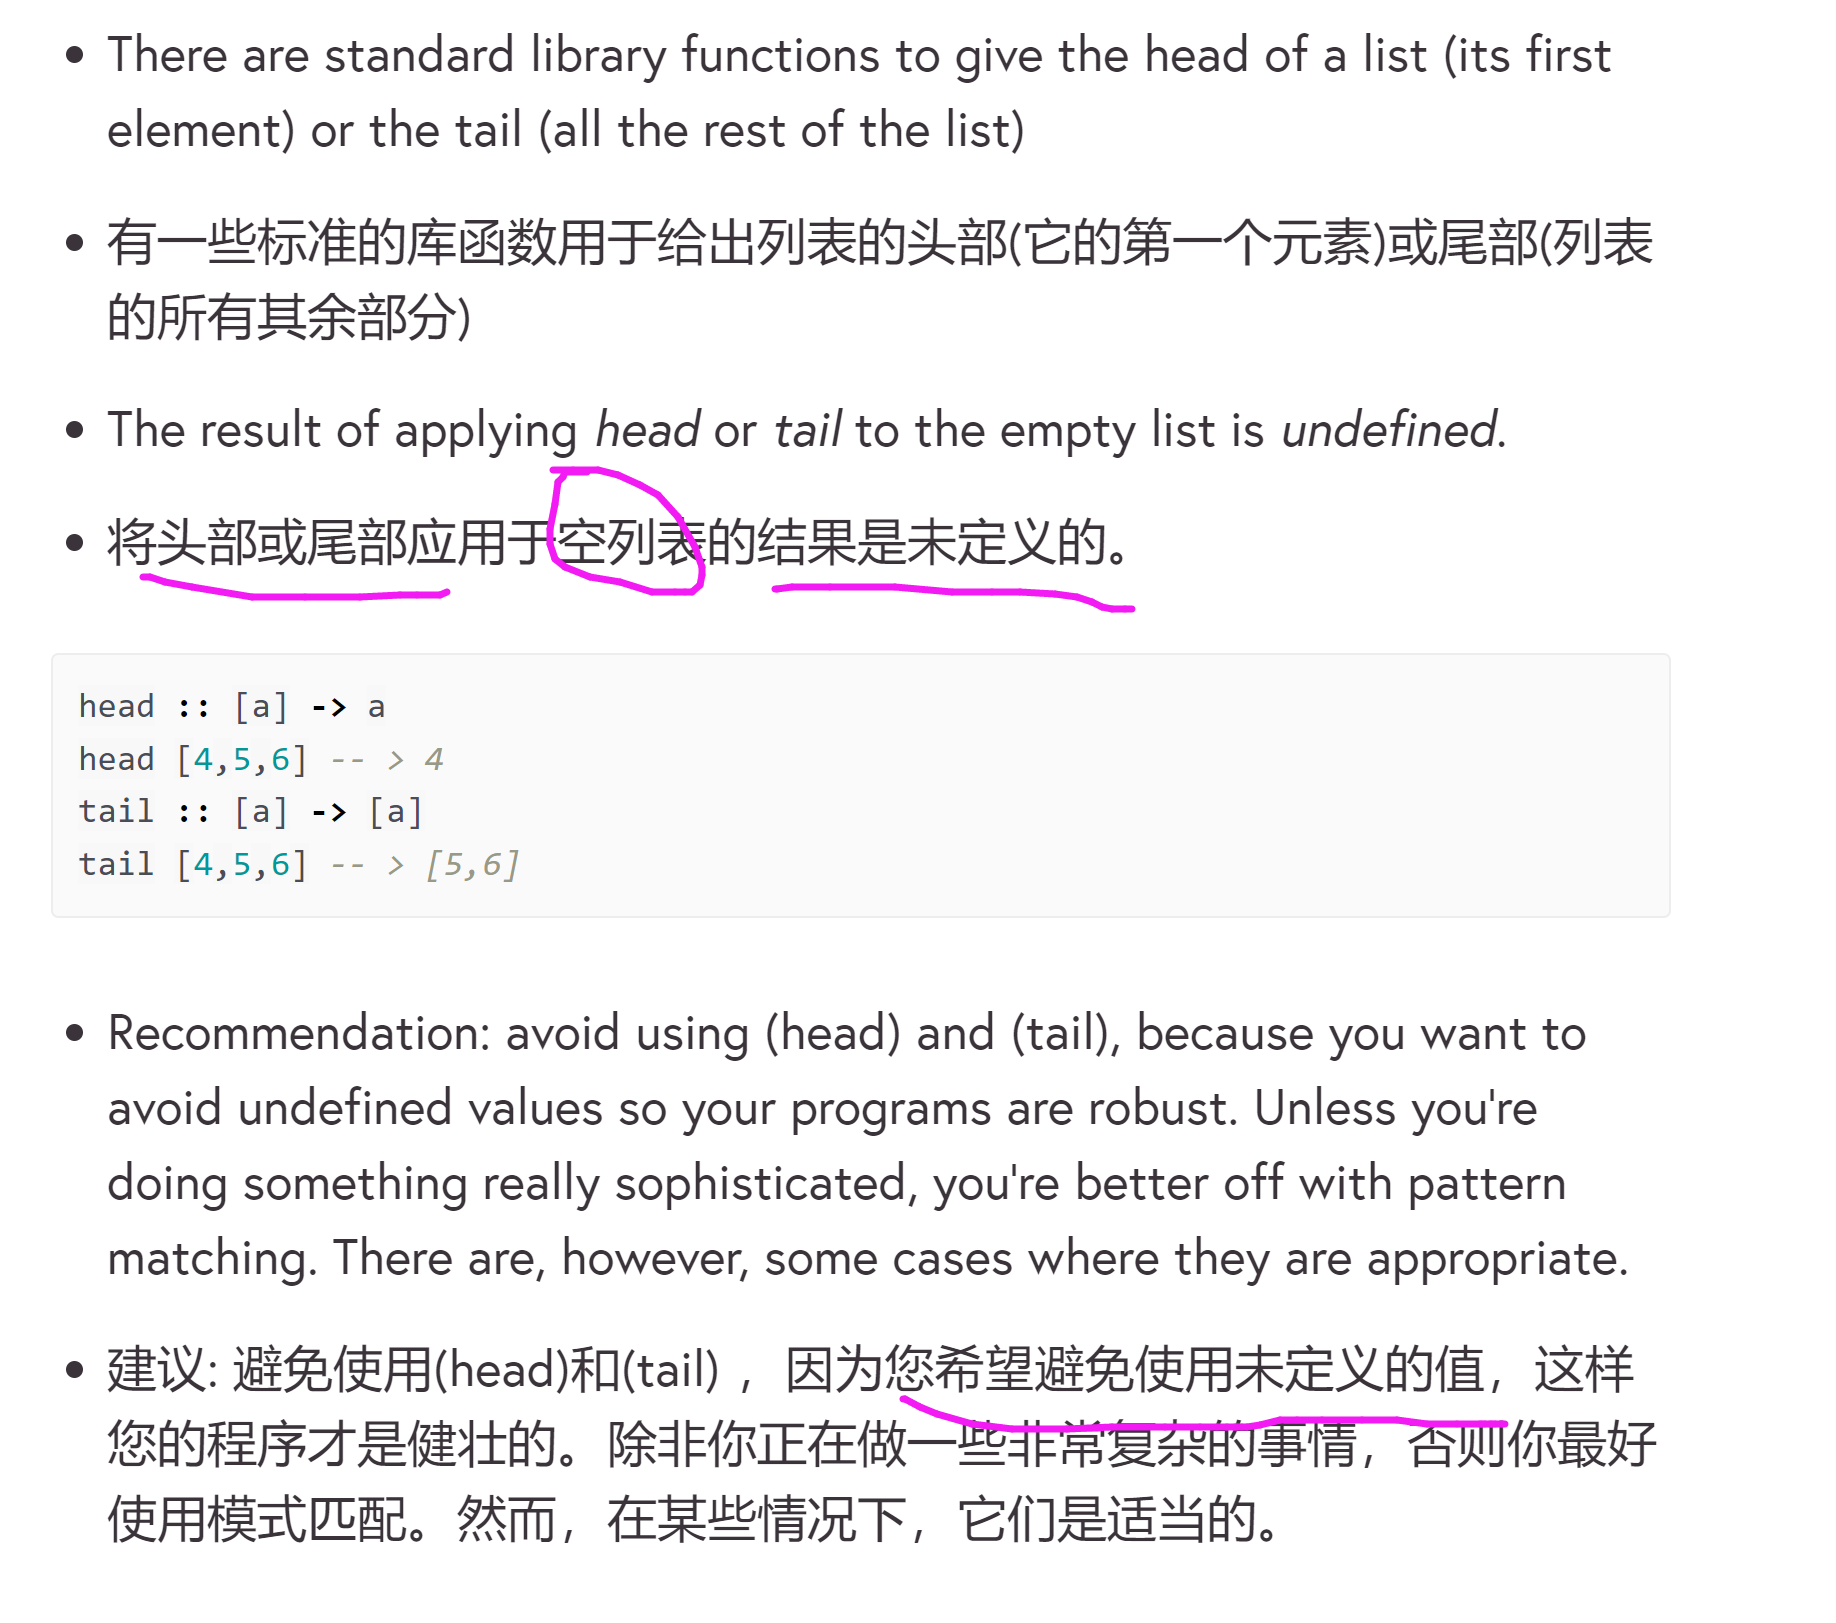 • There are standard library functions to give the head of a list (its first
element) or the tail (all the rest of the list)
• 有一些标准的库函数用于给出列表的头部(它的第一个元素)或尾部(列表
的所有其余部分)
• The result of applying head or tail to the empty list is undefined.
• 将头部或尾部应用于空列表的结果是未定义的。
head :: [a] -> a
head [4,5,6] -- > 4
tail :: [a] -> [a]
tail [4,5,6] -- > [5,6]
• Recommendation: avoid using (head) and (tail), because you want to
avoid undefined values so your programs are robust. Unless you're
doing something really sophisticated, you're better off with pattern
matching. There are, however, some cases where they are appropriate.
• 建议: 避免使用(head)和(tail) ，因为您希望避免使用未定义的值，这样
您的程序才是健壮的。除非你正在做一些非常复杂的事情，否则你最好
使用模式匹配。然而，在某些情况下，它们是适当的。